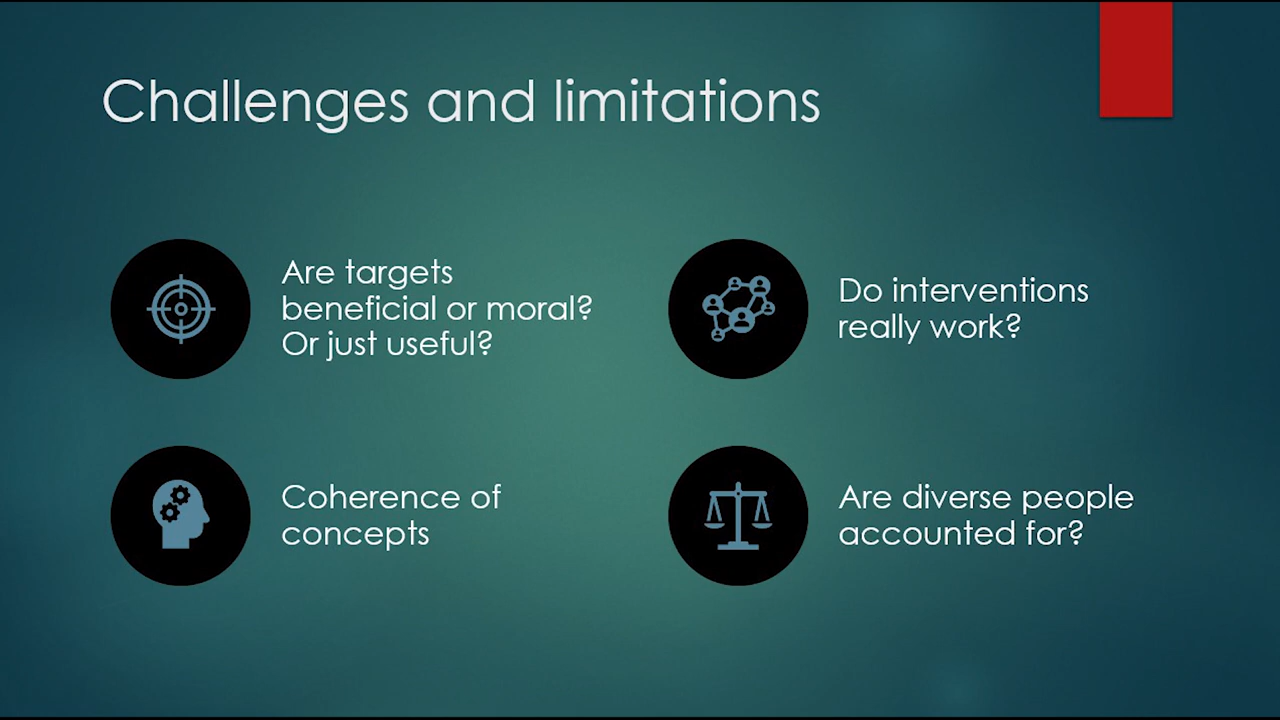 Challenges and limitations
Are targets
beneficial or moral?
Or just useful?
Do interventions
really work?
Coherence of
concepts
Are diverse people
accounted for?